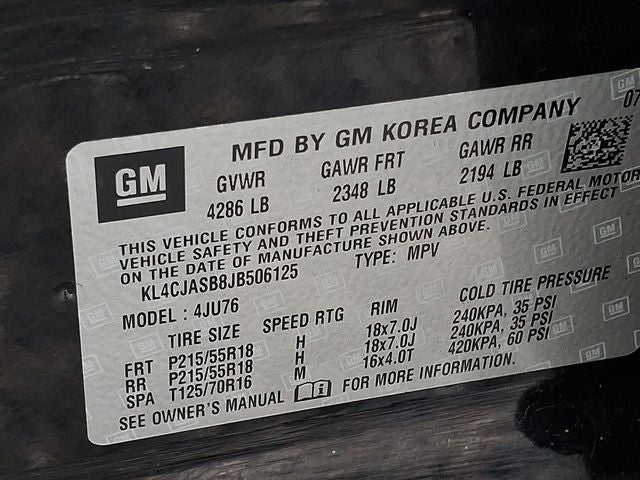 07
MFD BY GM KOREA COMPANY
GM
GVWR GAWR FRT GAWR RR
4286 LB 2348 LB 2194 LB
THIS VEHICLE CONFORMS TO ALL APPLICABLE U.S. FEDERAL MOTOR
VEHICLE SAFETY AND THEFT PREVENTION STANDARDS IN EFFECT
ON THE DATE OF MANUFACTURE SHOWN ABOVE.
KL4CJASB8JB506125 TYPE: MPV
MODEL : 4JU76
TIRE SIZE SPEED RTG RIM COLD TIRE PRESSURE
FRT P215/55R18 H 18x7.0J 240KPA, 35 PSI
RR P215/55R18 H 18x7.0J 240KPA, 35 PSI
SPA T125/70R16 M 16x4.0T 420KPA, 60 PSI
SEE OWNER'S MANUAL FOR MORE INFORMATION.